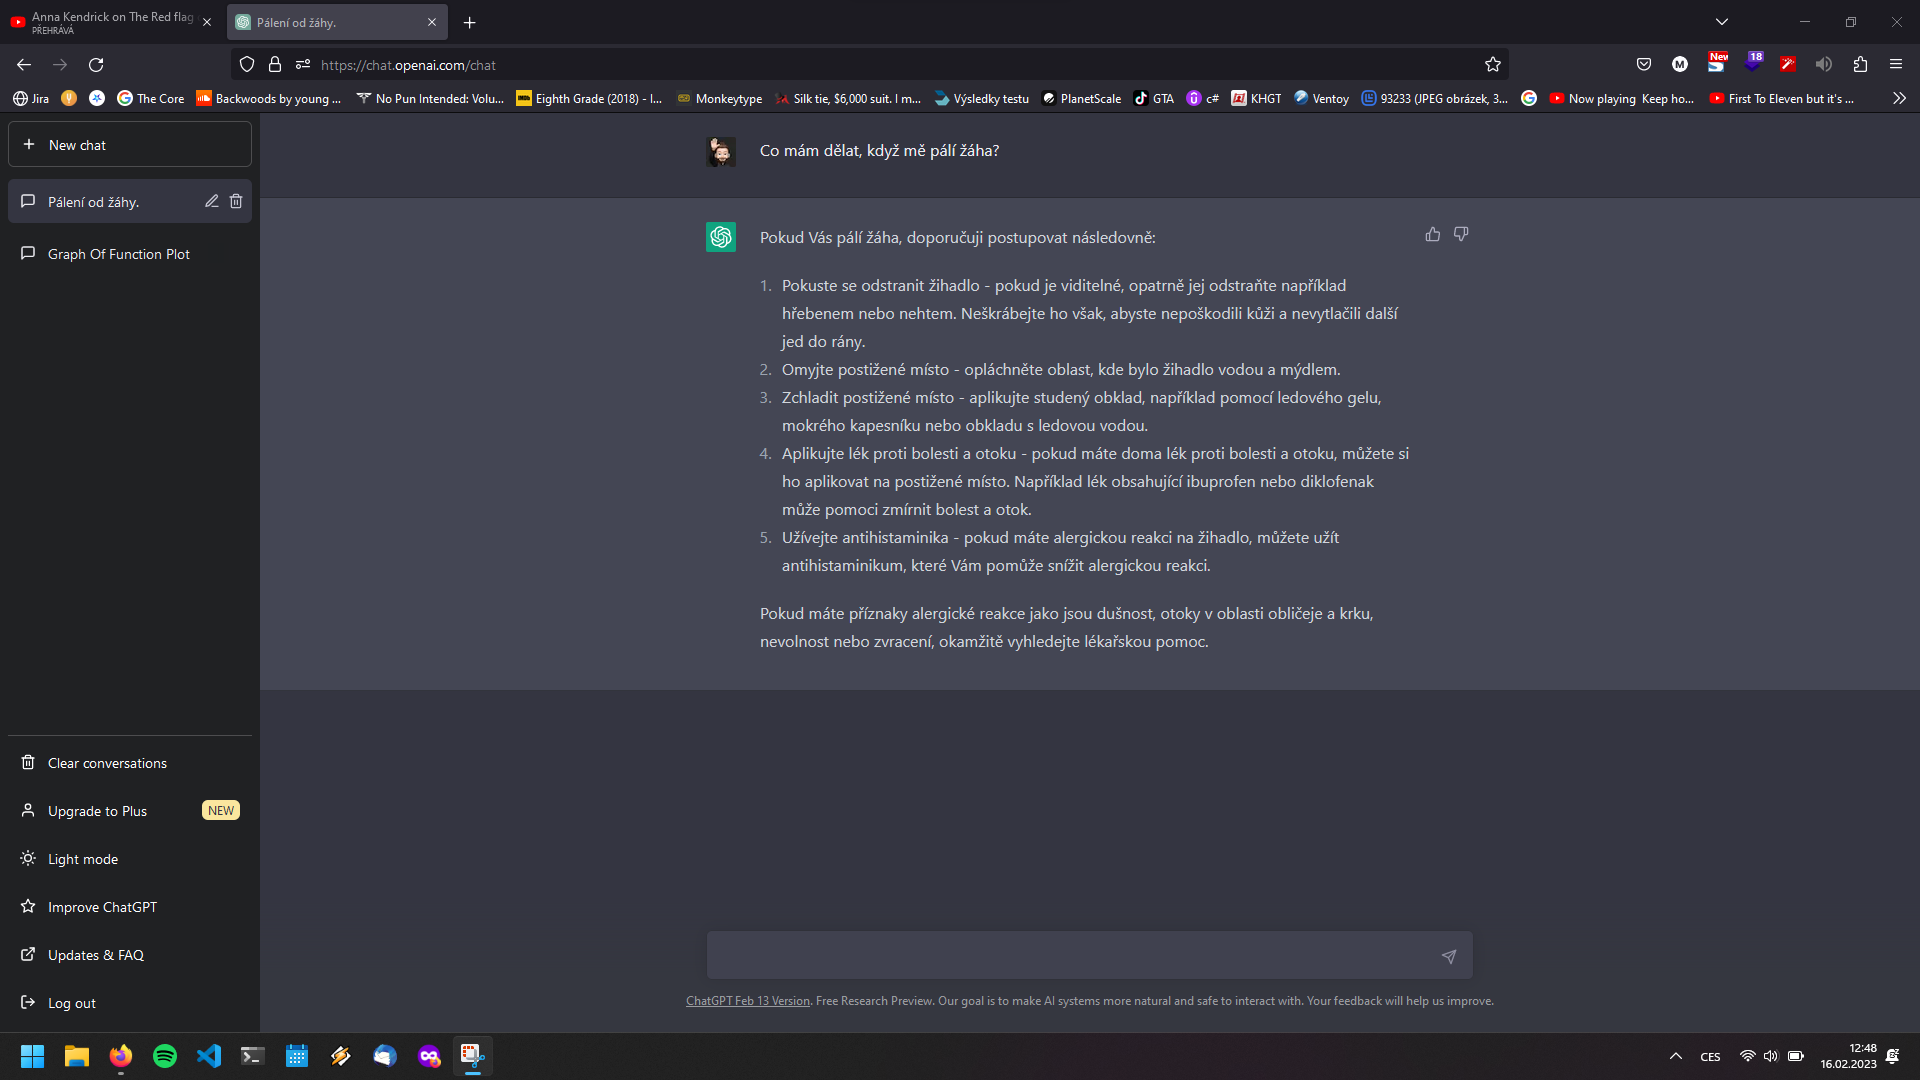 Anna Kendrick on The Red flag
PŘEHRÁVÁ
Pálení od žáhy.
https://chat.openai.com/chat
M
New
18
Jira
The Core
Backwoods by young ...
No Pun Intended: Volu...
Eighth Grade (2018) - I...
Monkeytype
Silk tie, $6,000 suit. I m...
Výsledky testu
PlanetScale
GTA
c#
KHGT
Ventoy
93233 (JPEG obrázek, 3...
Now playing Keep ho...
First To Eleven but it's ...
New chat
Pálení od žáhy.
Graph Of Function Plot
Clear conversations
Upgrade to Plus
NEW
Light mode
Improve ChatGPT
Updates & FAQ
Log out
Co mám dělat, když mě pálí žáha?
Pokud Vás pálí žáha, doporučuji postupovat následovně:
1. Pokuste se odstranit žihadlo - pokud je viditelné, opatrně jej odstraňte například
hřebenem nebo nehtem. Neškrábejte ho však, abyste nepoškodili kůži a nevytlačili další
jed do rány.
2. Omyjte postižené místo - opláchněte oblast, kde bylo žihadlo vodou a mýdlem.
3. Zchladit postižené místo - aplikujte studený obklad, například pomocí ledového gelu,
mokrého kapesníku nebo obkladu s ledovou vodou.
4. Aplikujte lék proti bolesti a otoku - pokud máte doma lék proti bolesti a otoku, můžete si
ho aplikovat na postižené místo. Například lék obsahující ibuprofen nebo diklofenak
může pomoci zmírnit bolest a otok.
5. Užívejte antihistaminika - pokud máte alergickou reakci na žihadlo, můžete užít
antihistaminikum, které Vám pomůže snížit alergickou reakci.
Pokud máte příznaky alergické reakce jako jsou dušnost, otoky v oblasti obličeje a krku,
nevolnost nebo zvracení, okamžitě vyhledejte lékařskou pomoc.
ChatGPT Feb 13 Version. Free Research Preview. Our goal is to make AI systems more natural and safe to interact with. Your feedback will help us improve.
CES
12:48
16.02.2023